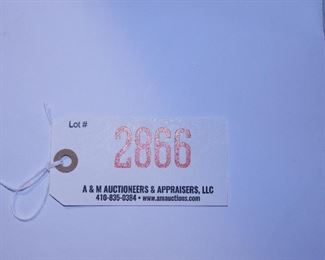 Lot #
2866
A & M AUCTIONEERS & APPRAISERS, LLC
410-835-0384 • www.amauctions.com